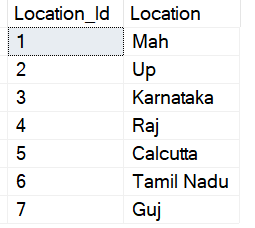 Location_Id Location
1 Mah
2 Up
3 Karnataka
4 Raj
5 Calcutta
6 Tamil Nadu
7 Guj